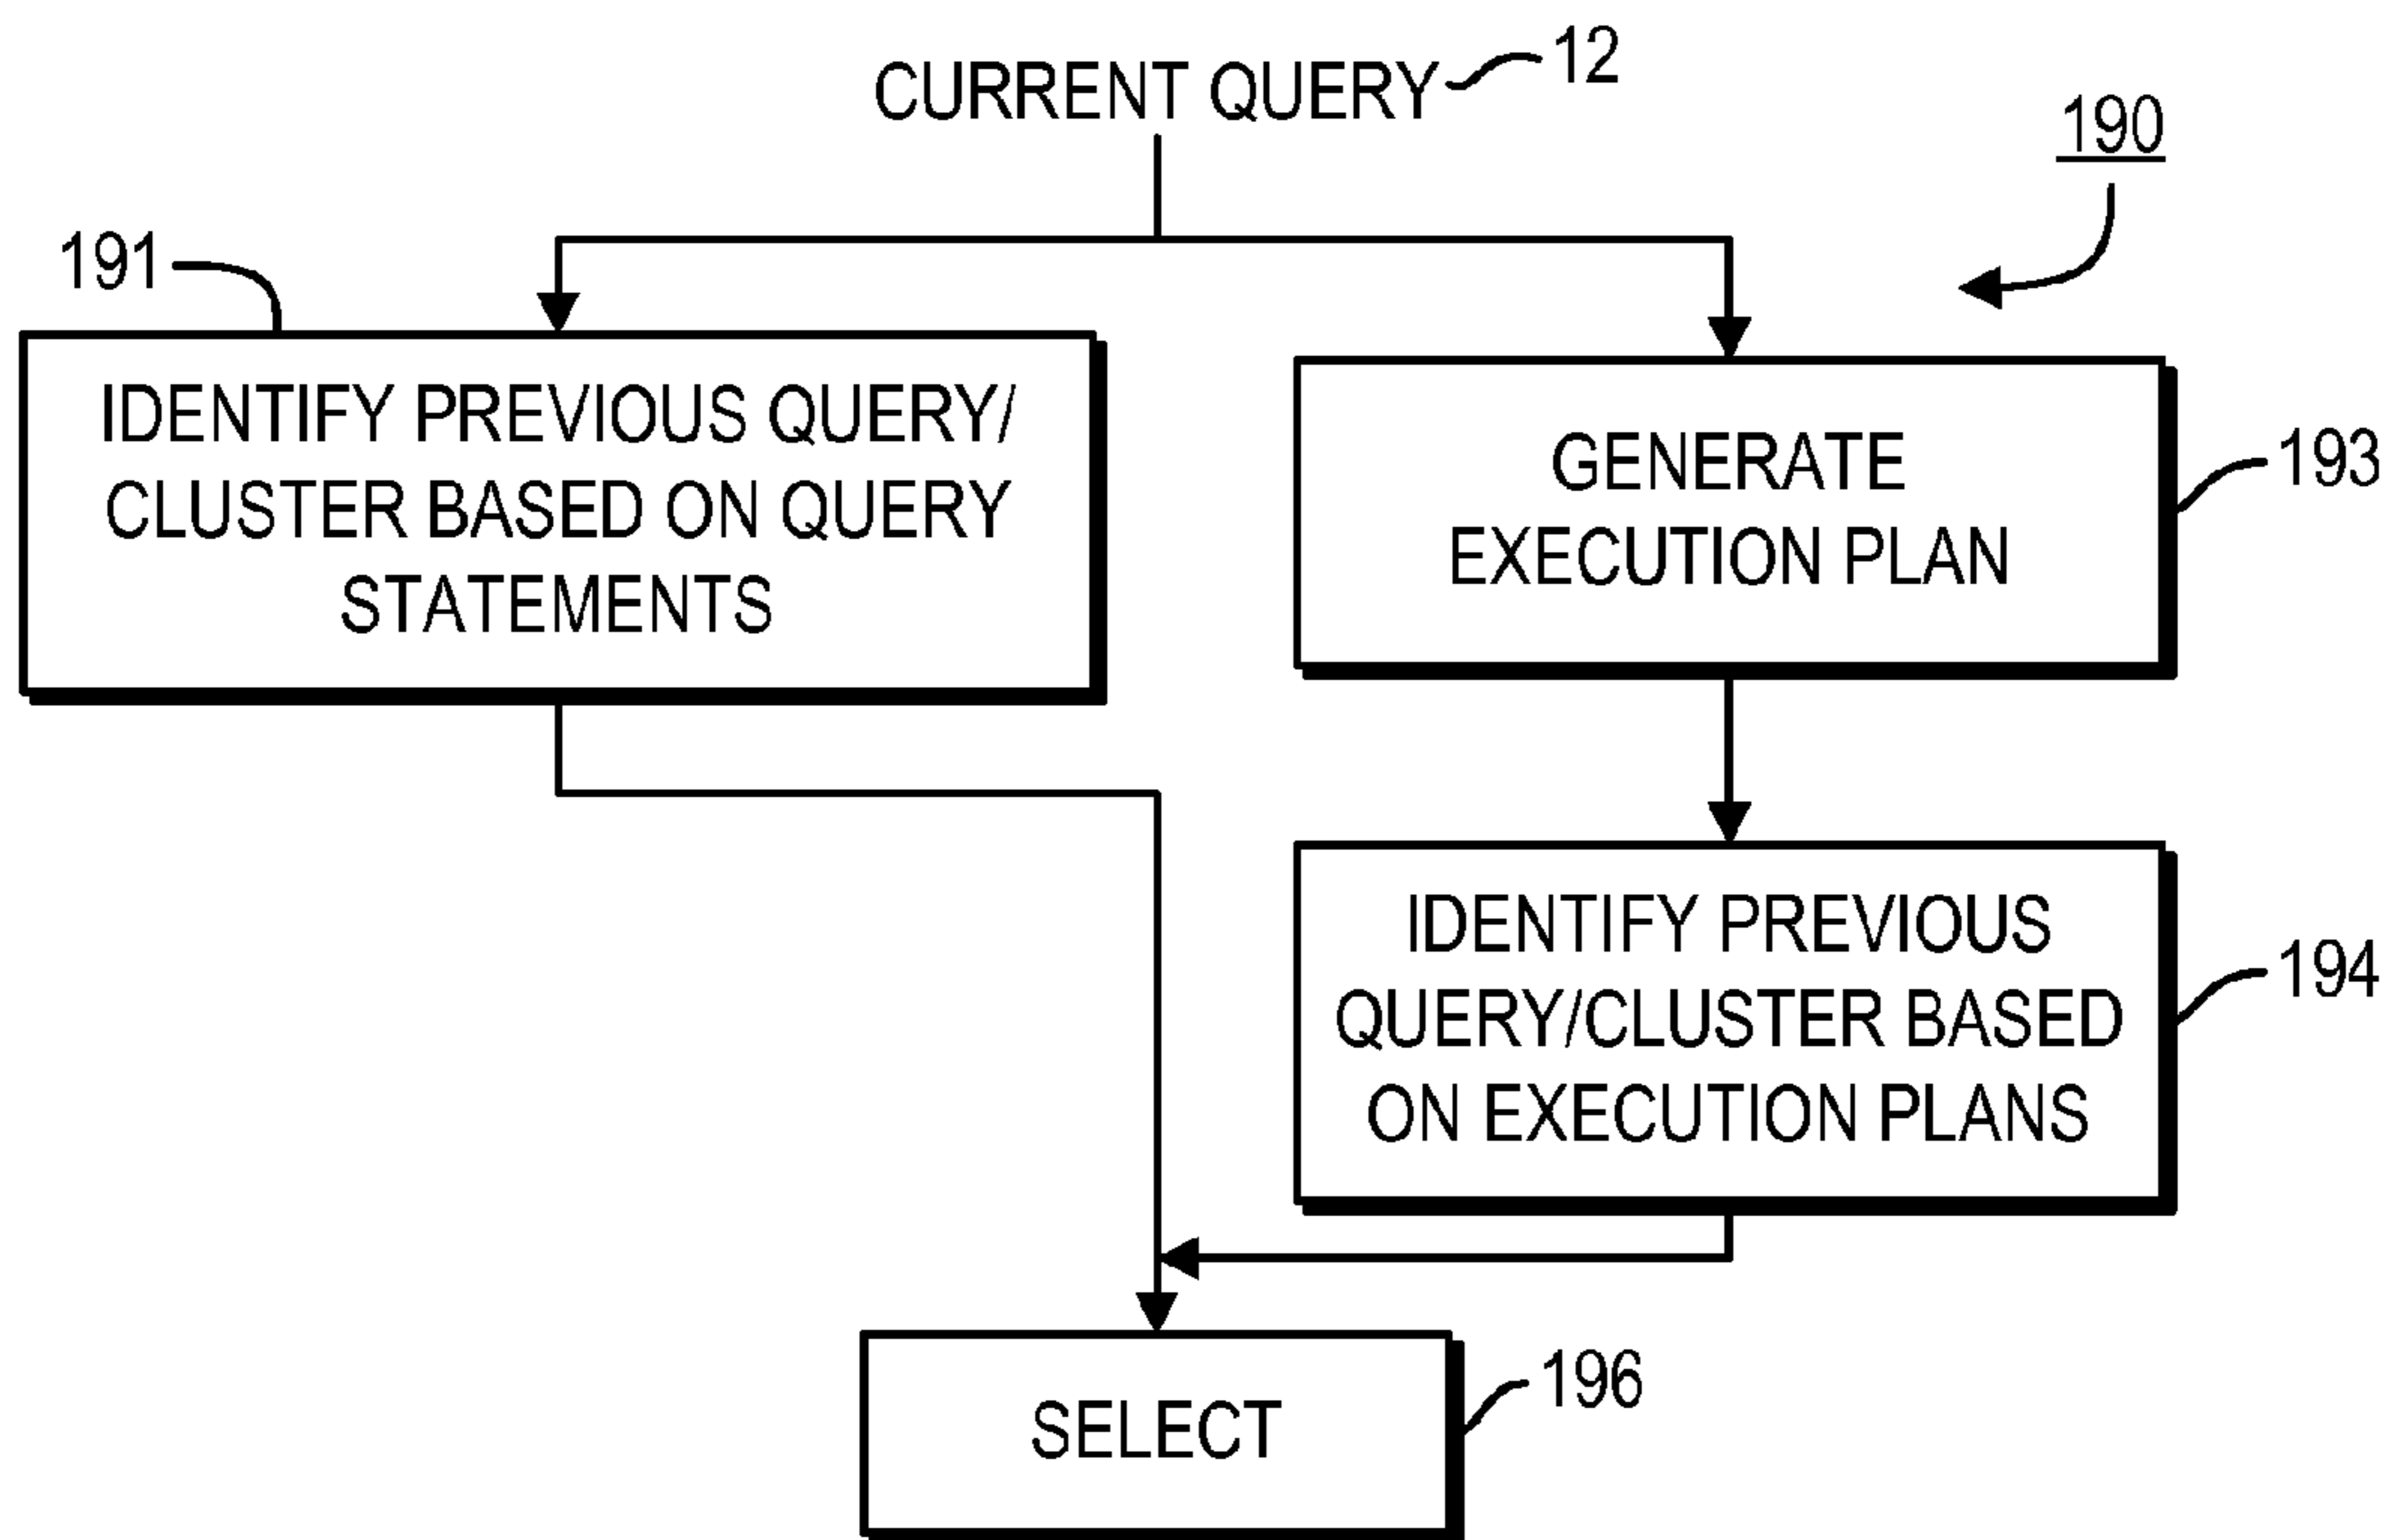 CURRENT QUERY 12
190
191
IDENTIFY PREVIOUS QUERY/
CLUSTER BASED ON QUERY
STATEMENTS
GENERATE
EXECUTION PLAN
193
IDENTIFY PREVIOUS
QUERY/CLUSTER BASED
ON EXECUTION PLANS
194
SELECT
196